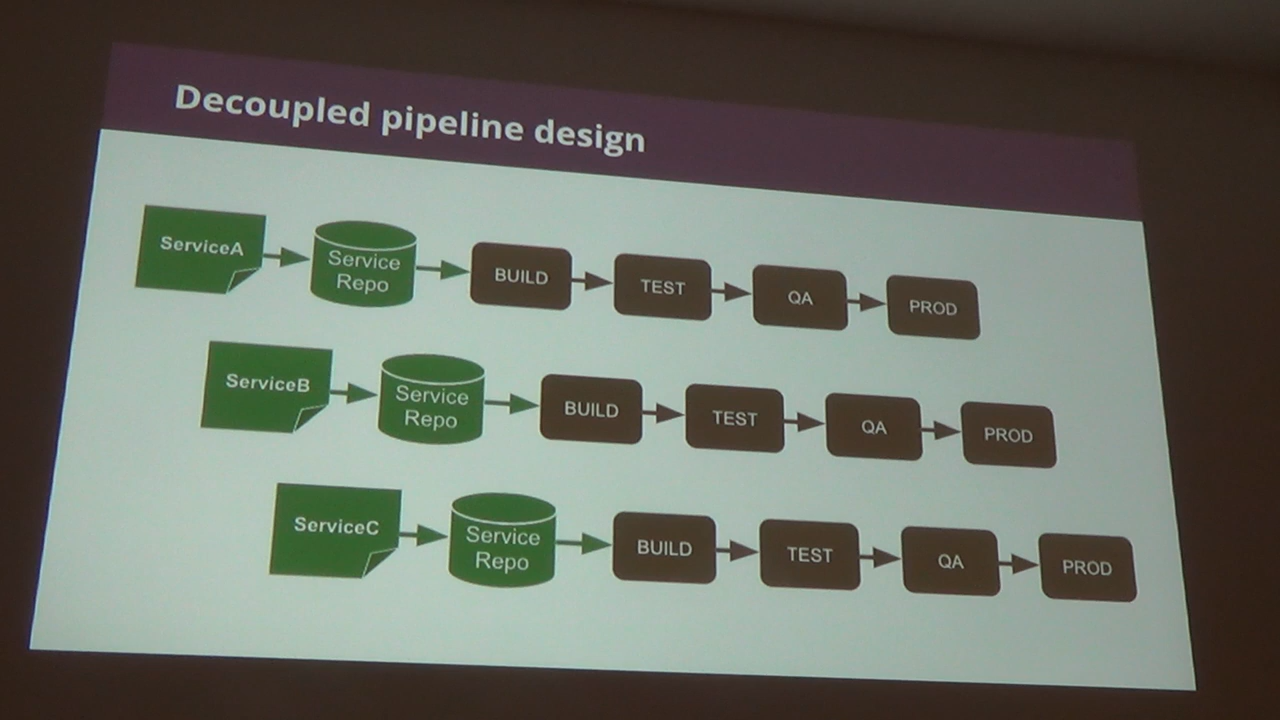 Decoupled pipeline design
ServiceA
Service
Repo
BUILD
TEST
QA
PROD
ServiceB
Service
Repo
BUILD
TEST
QA
PROD
ServiceC
Service
Repo
BUILD
TEST
QA
PROD